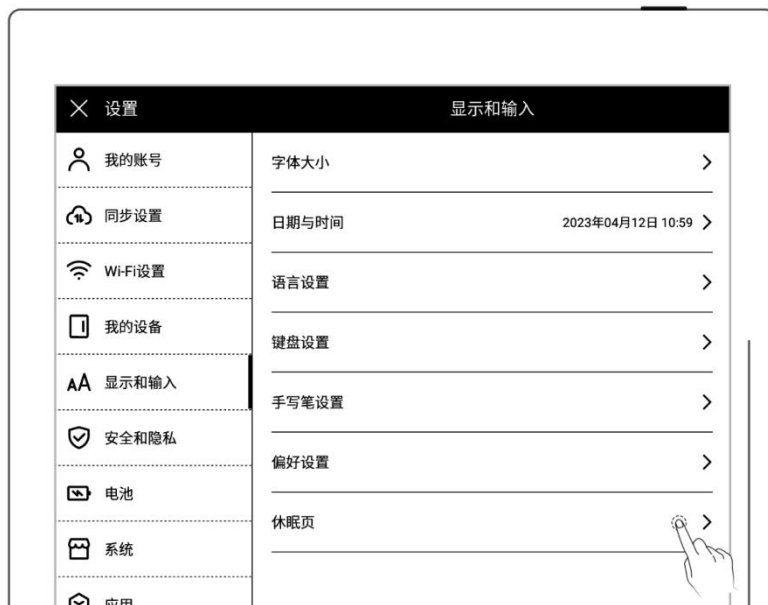 设置
显示和输入
我的账号
同步设置
Wi-Fi设置
我的设备
AA 显示和输入
安全和隐私
电池
系统
应用
字体大小
日期与时间 2023年04月12日 10:59
语言设置
键盘设置
手写笔设置
偏好设置
休眠页